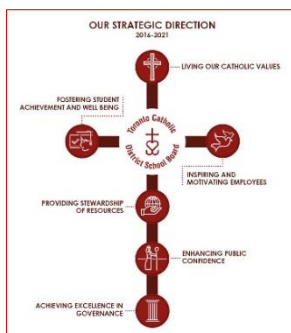 OUR STRATEGIC DIRECTION
2016-2021
LIVING OUR CATHOLIC VALUES
FOSTERING STUDENT
ACHIEVEMENT AND WELL BEING
Toronto Catholic
District School Board
INSPIRING AND
MOTIVATING EMPLOYEES
PROVIDING STEWARDSHIP
OF RESOURCES
ENHANCING PUBLIC
CONFIDENCE
ACHIEVING EXCELLENCE IN
GOVERNANCE